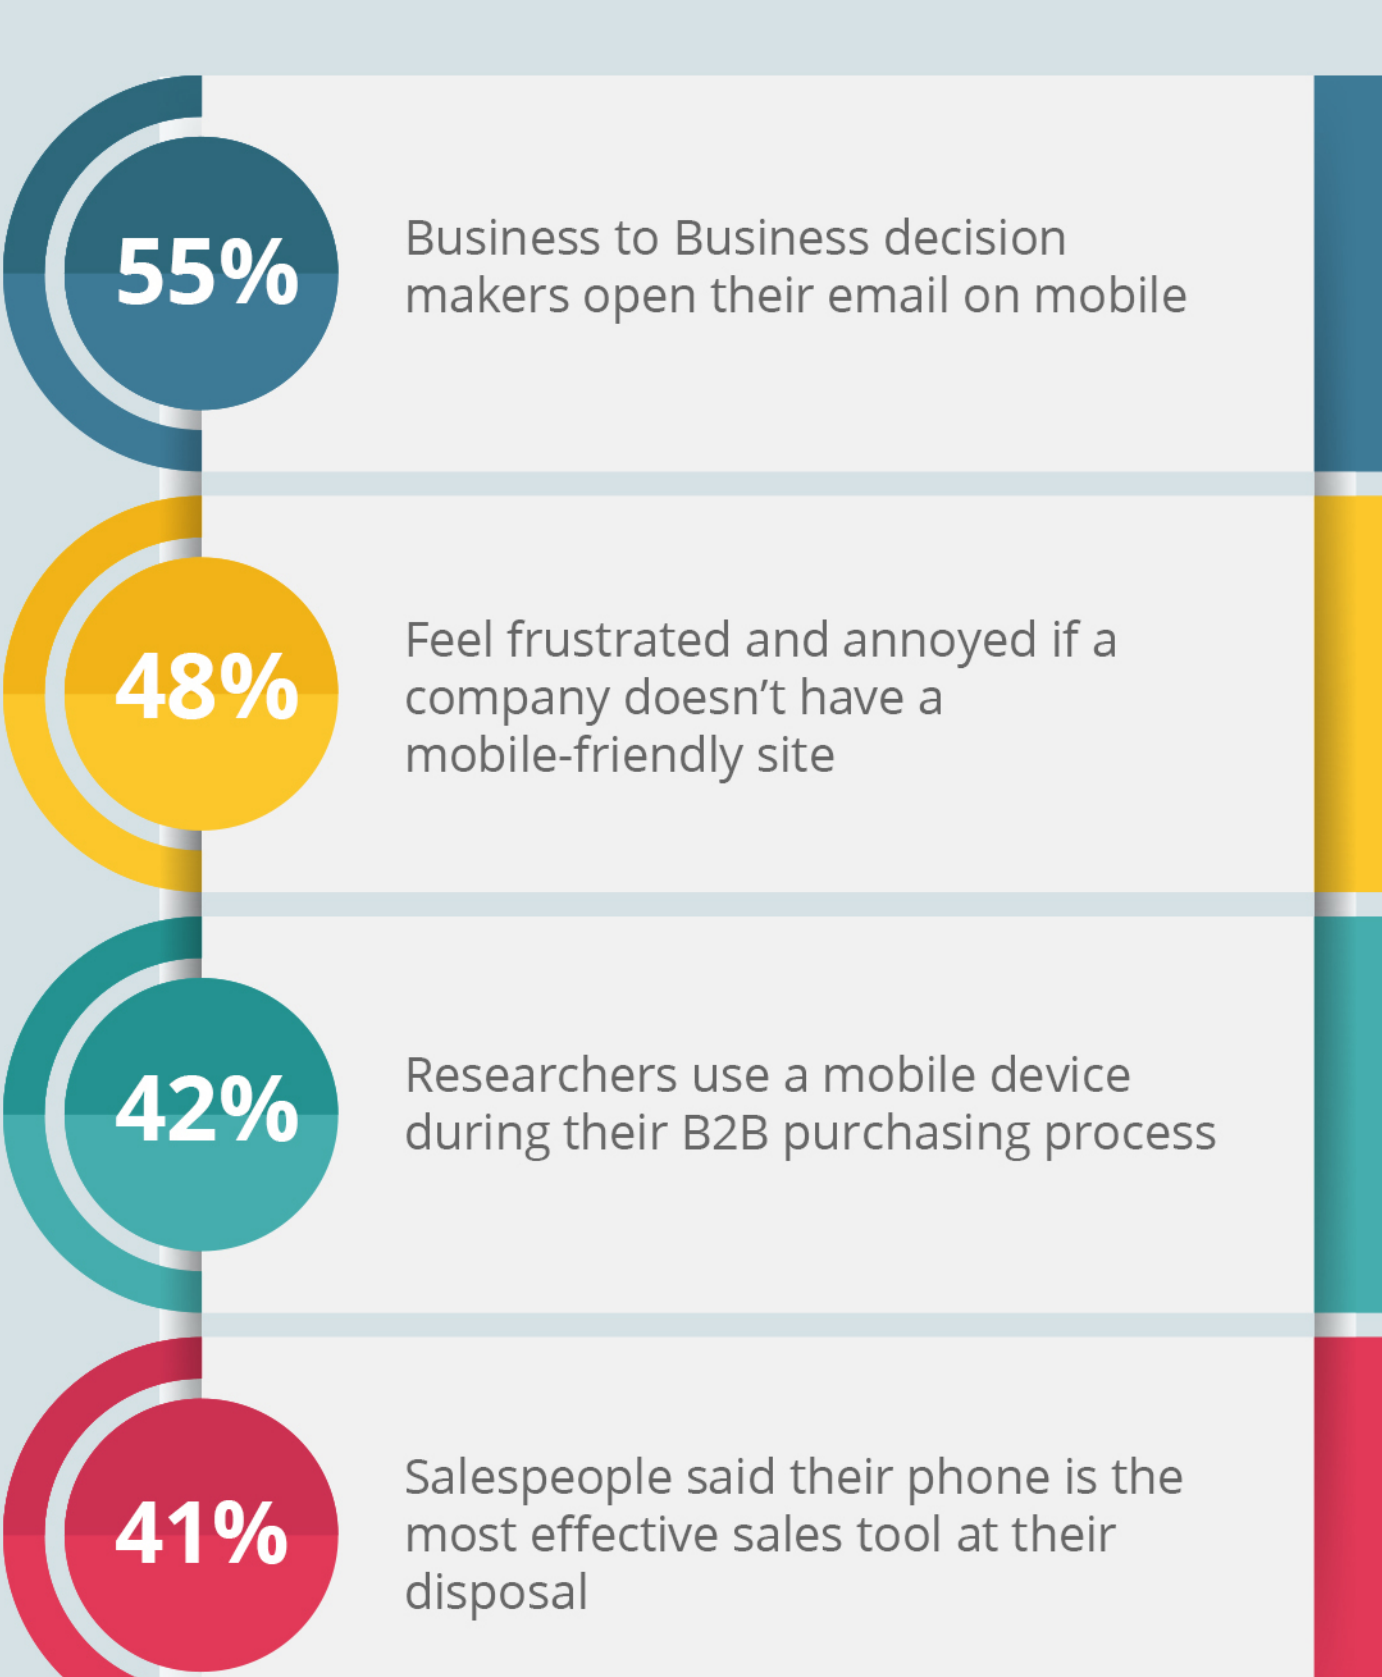 55%
Business to Business decision
makers open their email on mobile
48%
Feel frustrated and annoyed if a
company doesn’t have a
mobile-friendly site
42%
Researchers use a mobile device
during their B2B purchasing process
41%
Salespeople said their phone is the
most effective sales tool at their
disposal